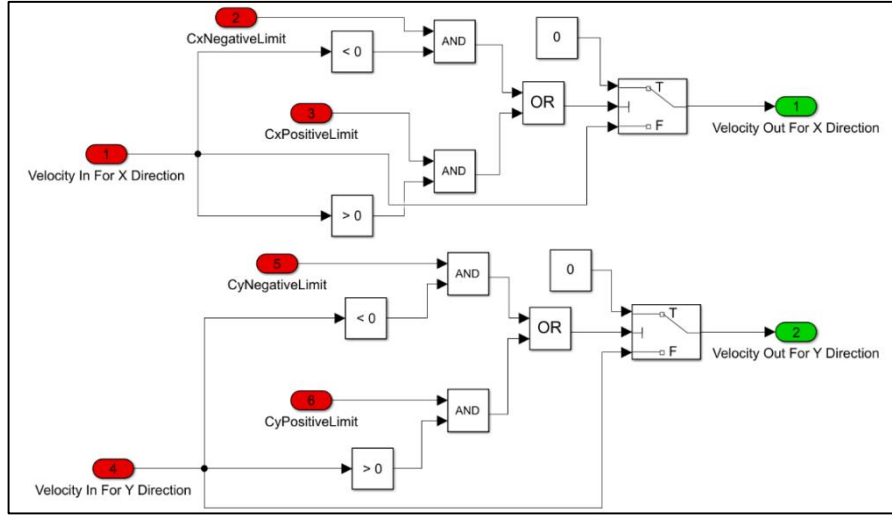 2
CxNegativeLimit
AND
0
< 0
OR
T
F
1
Velocity Out For X Direction
3
CxPositiveLimit
1
Velocity In For X Direction
AND
> 0
5
CyNegativeLimit
AND
0
< 0
OR
T
F
2
Velocity Out For Y Direction
6
CyPositiveLimit
AND
4
Velocity In For Y Direction
> 0